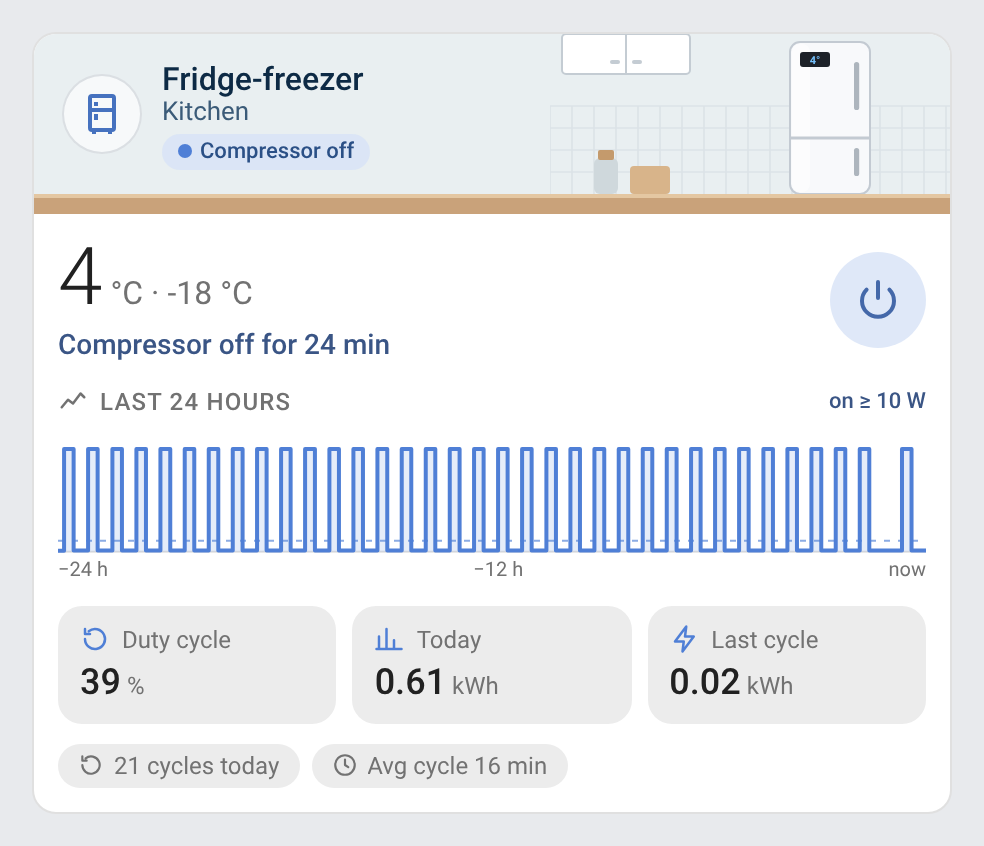 Fridge-freezer
Kitchen
Compressor off
4°
4 °C · -18 °C
Compressor off for 24 min
LAST 24 HOURS
on ≥ 10 W
−24 h
−12 h
now
Duty cycle
39 %
Today
0.61 kWh
Last cycle
0.02 kWh
21 cycles today
Avg cycle 16 min